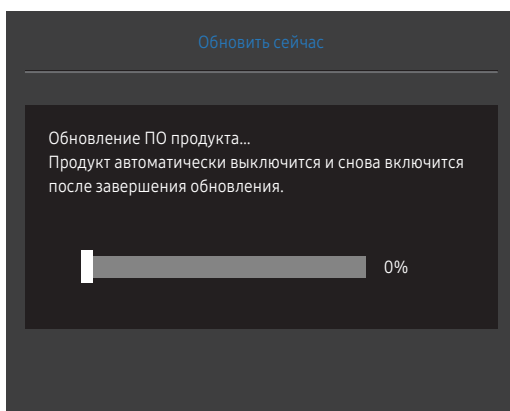 Обновить сейчас
Обновление ПО продукта...
Продукт автоматически выключится и снова включится
после завершения обновления.
0%